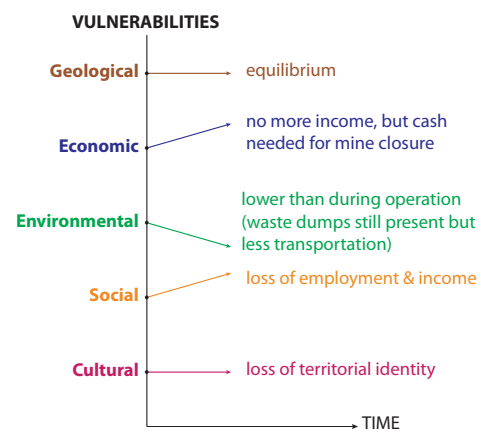 VULNERABILITIES
Geological
equilibrium
Economic
no more income, but cash
needed for mine closure
Environmental
lower than during operation
(waste dumps still present but
less transportation)
Social
loss of employment & income
Cultural
loss of territorial identity
TIME